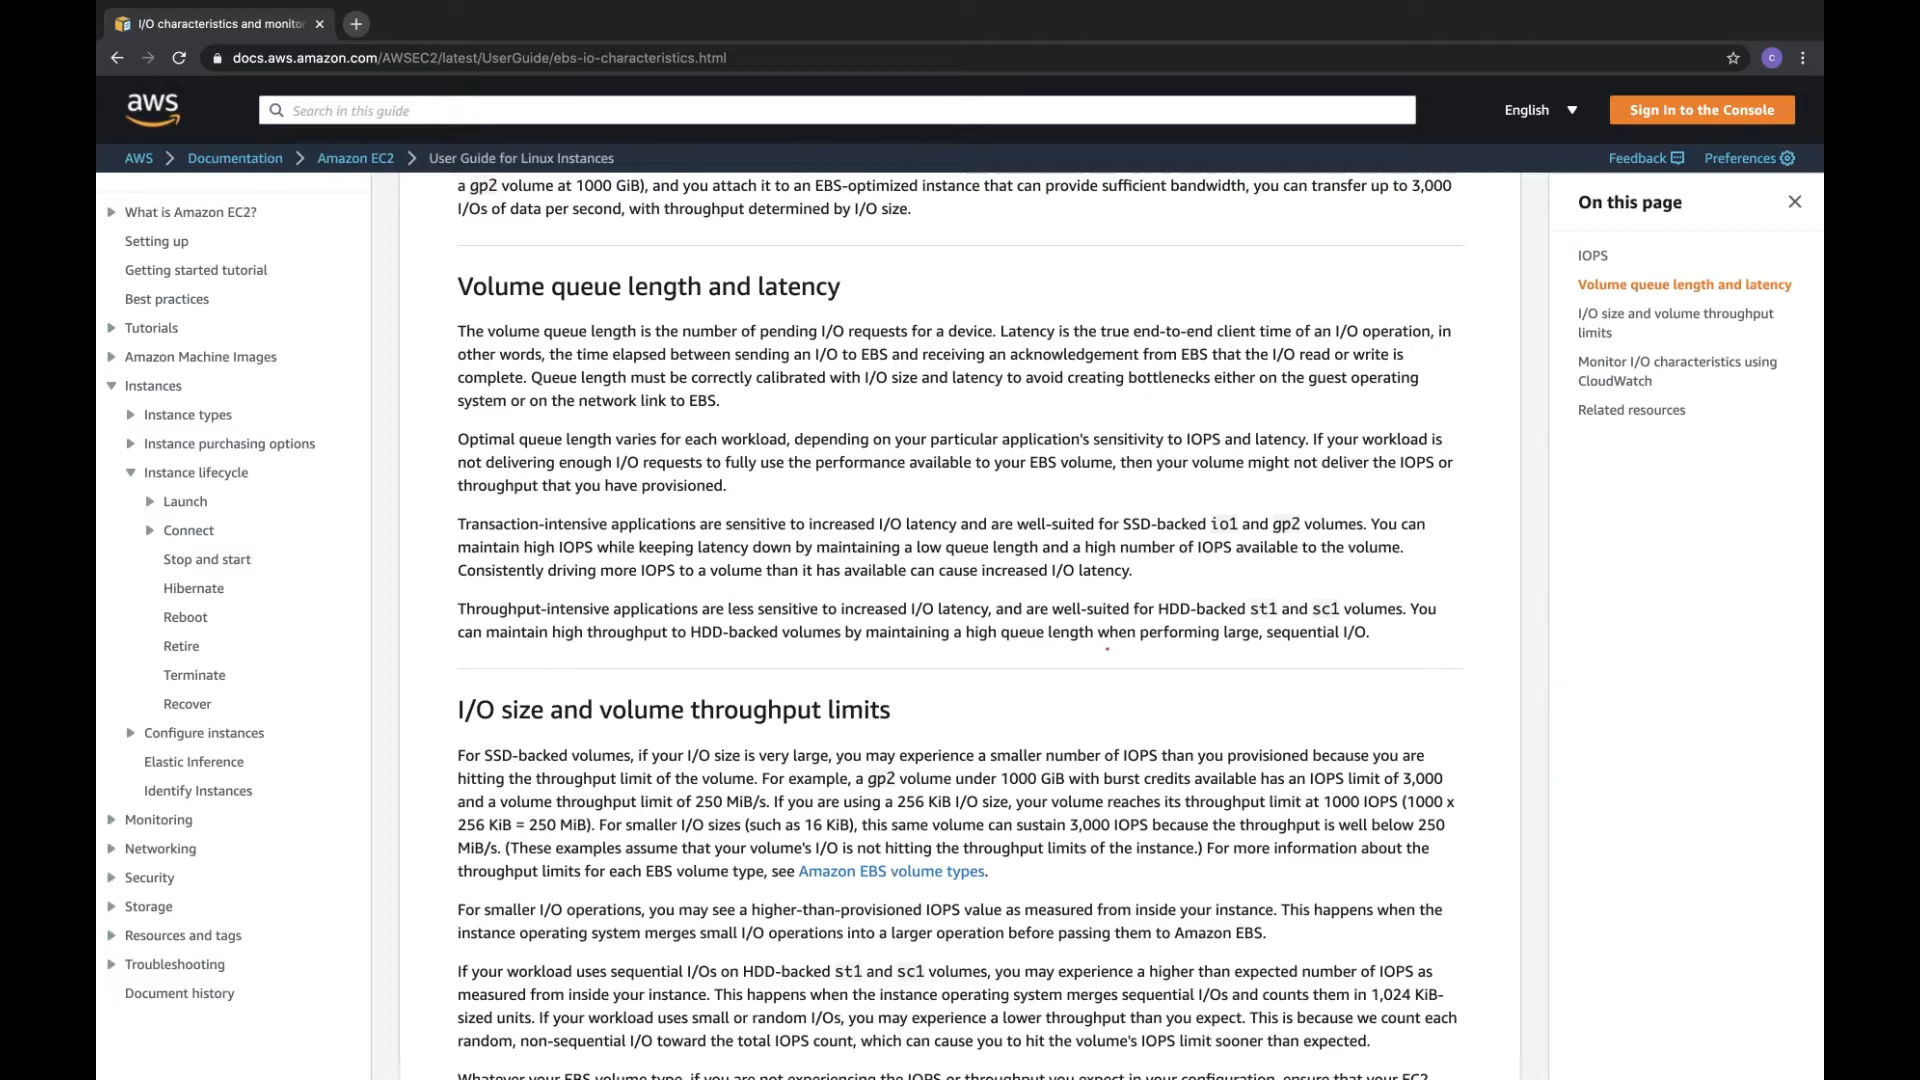 I/O characteristics and monitor
docs.aws.amazon.com/AWSEC2/latest/UserGuide/ebs-io-characteristics.html
C
aws
Search in this guide
English
Sign In to the Console
AWS
Documentation
Amazon EC2
User Guide for Linux Instances
Feedback
Preferences
What is Amazon EC2?
Setting up
Getting started tutorial
Best practices
Tutorials
Amazon Machine Images
Instances
Instance types
Instance purchasing options
Instance lifecycle
Launch
Connect
Stop and start
Hibernate
Reboot
Retire
Terminate
Recover
Configure instances
Elastic Inference
Identify Instances
Monitoring
Networking
Security
Storage
Resources and tags
Troubleshooting
Document history
a gp2 volume at 1000 GiB), and you attach it to an EBS-optimized instance that can provide sufficient bandwidth, you can transfer up to 3,000
I/Os of data per second, with throughput determined by I/O size.
Volume queue length and latency
The volume queue length is the number of pending I/O requests for a device. Latency is the true end-to-end client time of an I/O operation, in
other words, the time elapsed between sending an I/O to EBS and receiving an acknowledgement from EBS that the I/O read or write is
complete. Queue length must be correctly calibrated with I/O size and latency to avoid creating bottlenecks either on the guest operating
system or on the network link to EBS.
Optimal queue length varies for each workload, depending on your particular application's sensitivity to IOPS and latency. If your workload is
not delivering enough I/O requests to fully use the performance available to your EBS volume, then your volume might not deliver the IOPS or
throughput that you have provisioned.
Transaction-intensive applications are sensitive to increased I/O latency and are well-suited for SSD-backed io1 and gp2 volumes. You can
maintain high IOPS while keeping latency down by maintaining a low queue length and a high number of IOPS available to the volume.
Consistently driving more IOPS to a volume than it has available can cause increased I/O latency.
Throughput-intensive applications are less sensitive to increased I/O latency, and are well-suited for HDD-backed st1 and sc1 volumes. You
can maintain high throughput to HDD-backed volumes by maintaining a high queue length when performing large, sequential I/O.
I/O size and volume throughput limits
For SSD-backed volumes, if your I/O size is very large, you may experience a smaller number of IOPS than you provisioned because you are
hitting the throughput limit of the volume. For example, a gp2 volume under 1000 GiB with burst credits available has an IOPS limit of 3,000
and a volume throughput limit of 250 MiB/s. If you are using a 256 KiB I/O size, your volume reaches its throughput limit at 1000 IOPS (1000 x
256 KiB = 250 MiB). For smaller I/O sizes (such as 16 KiB), this same volume can sustain 3,000 IOPS because the throughput is well below 250
MiB/s. (These examples assume that your volume's I/O is not hitting the throughput limits of the instance.) For more information about the
throughput limits for each EBS volume type, see Amazon EBS volume types.
For smaller I/O operations, you may see a higher-than-provisioned IOPS value as measured from inside your instance. This happens when the
instance operating system merges small I/O operations into a larger operation before passing them to Amazon EBS.
If your workload uses sequential I/Os on HDD-backed st1 and sc1 volumes, you may experience a higher than expected number of IOPS as
measured from inside your instance. This happens when the instance operating system merges sequential I/Os and counts them in 1,024 KiB-
sized units. If your workload uses small or random I/Os, you may experience a lower throughput than you expect. This is because we count each
random, non-sequential I/O toward the total IOPS count, which can cause you to hit the volume's IOPS limit sooner than expected.
Whatever your EBS volume type, if you are not experiencing the IOPS or throughput you expect in your configuration, ensure that your EC2
On this page
IOPS
Volume queue length and latency
I/O size and volume throughput
limits
Monitor I/O characteristics using
CloudWatch
Related resources